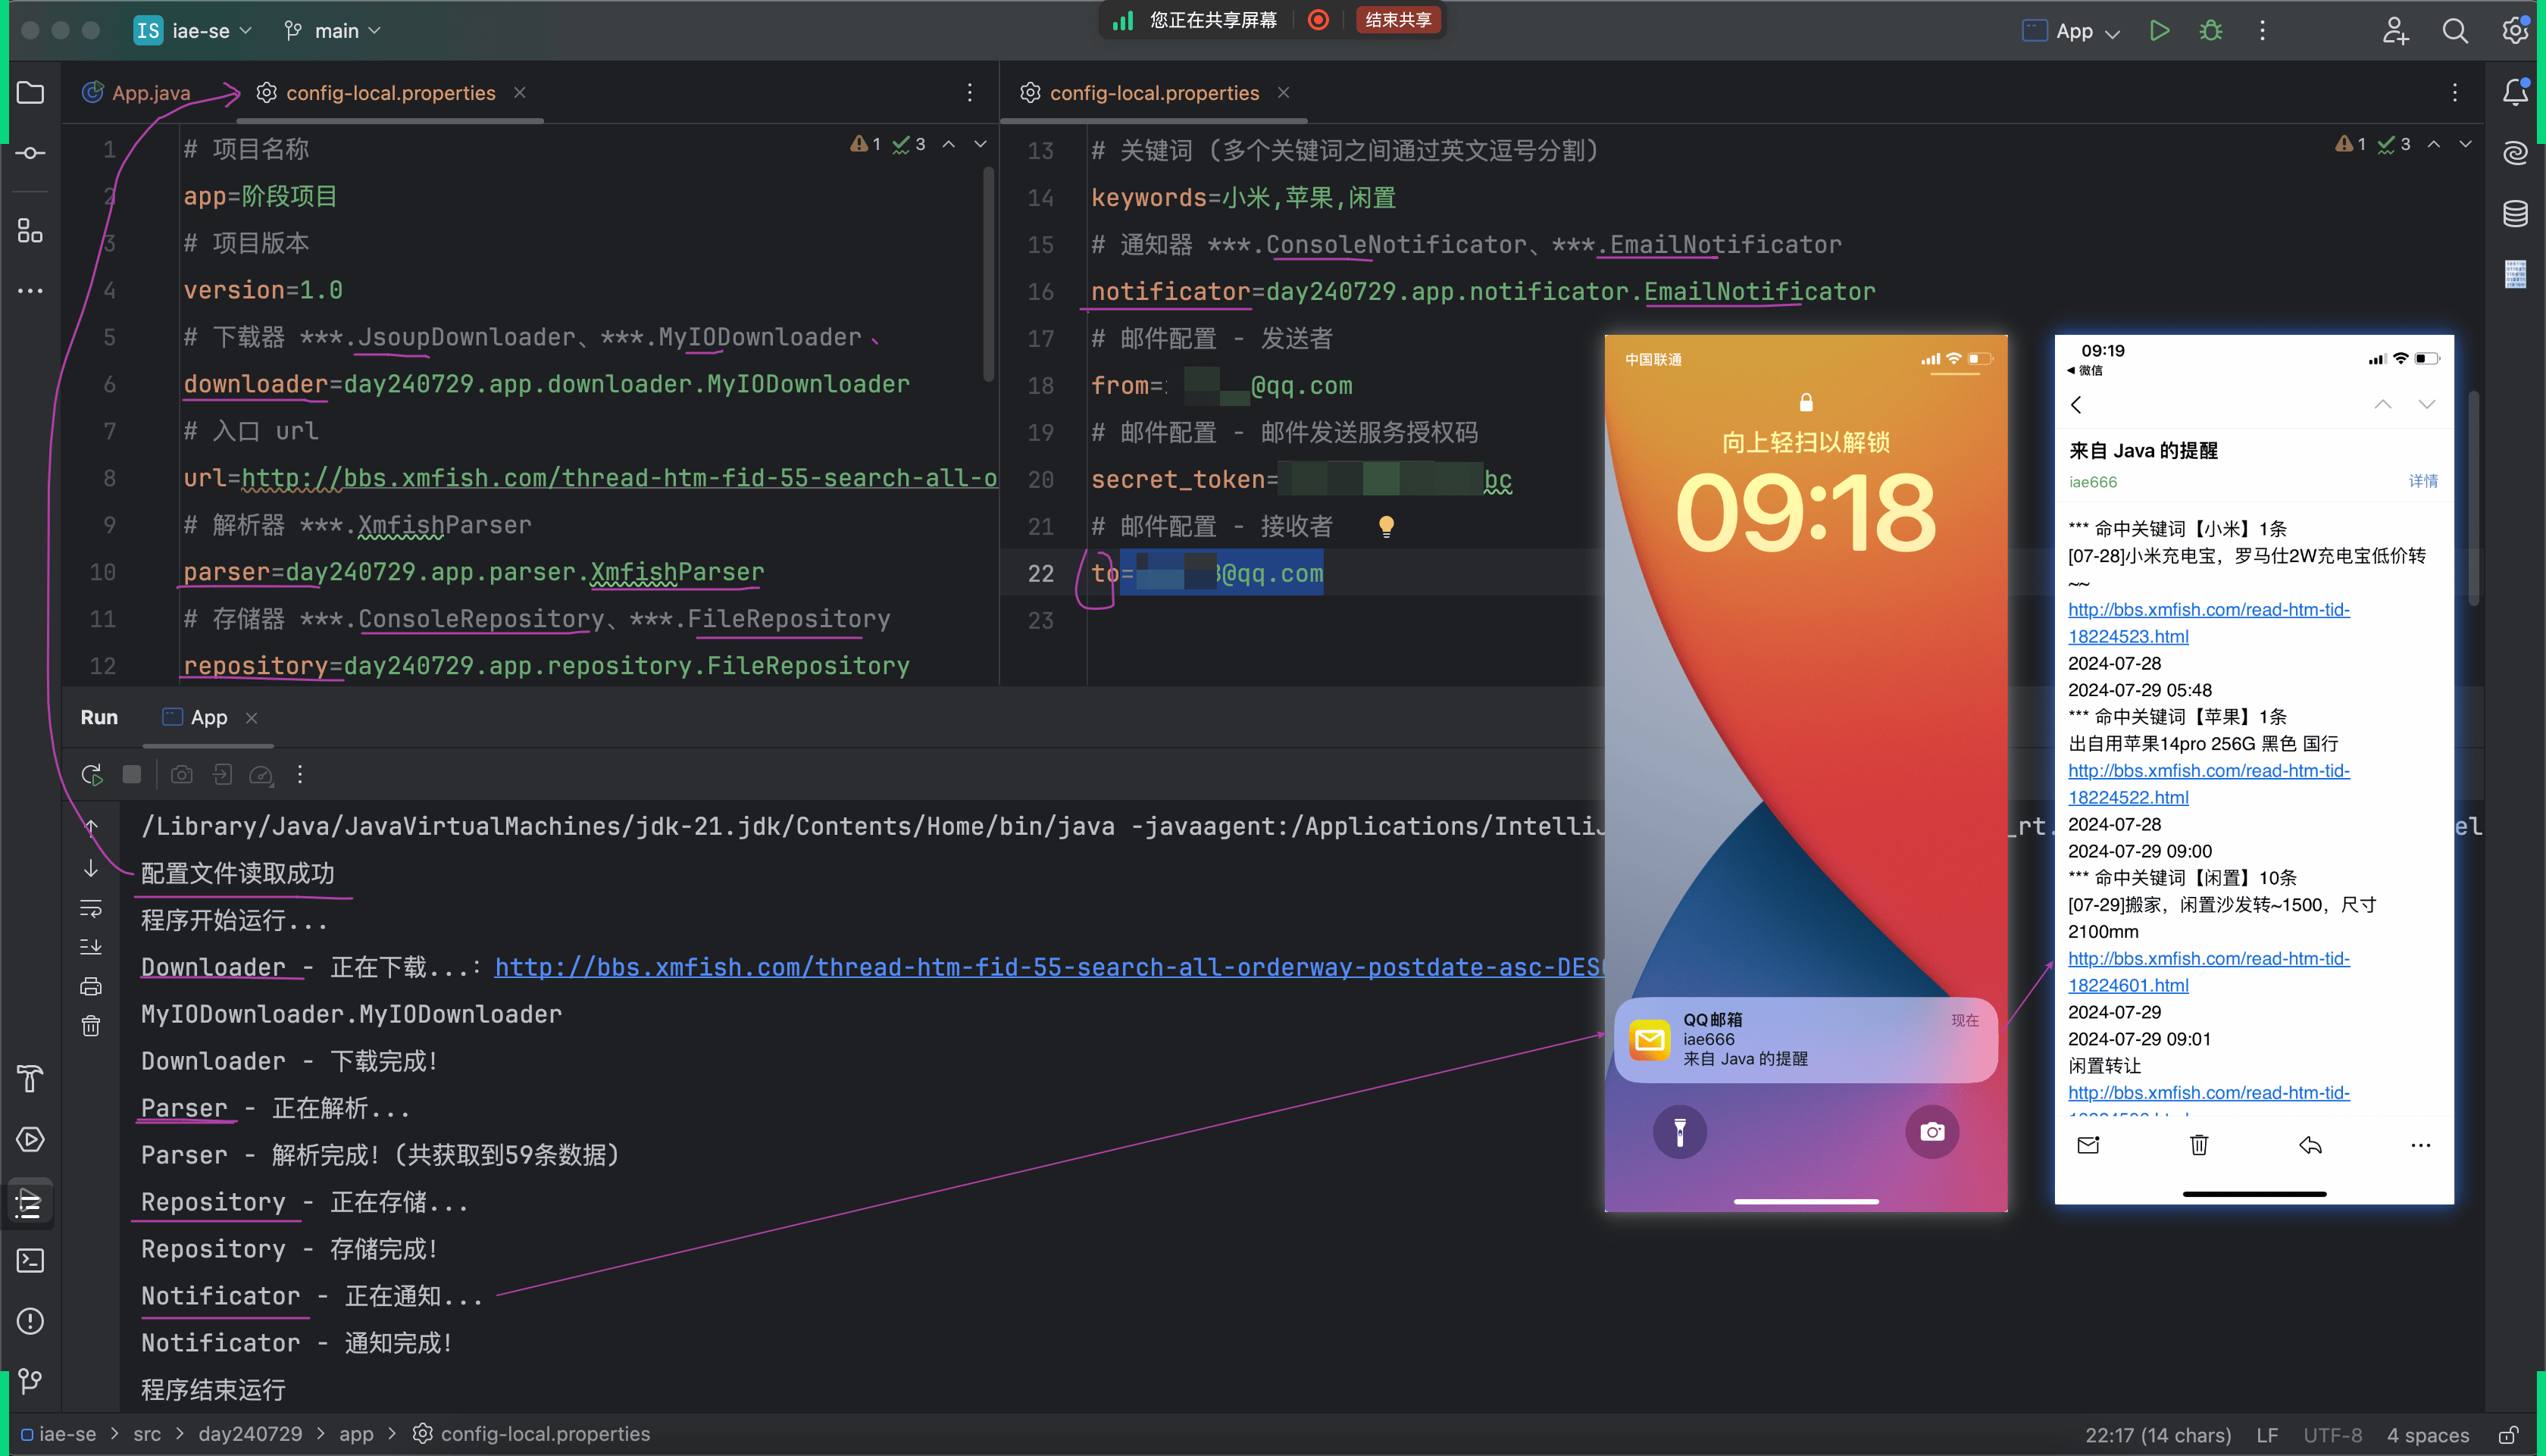 IS iae-se main
您正在共享屏幕 结束共享
App
App.java config-local.properties
1 # 项目名称
2 app=阶段项目
3 # 项目版本
4 version=1.0
5 # 下载器 ***.JsoupDownloader、***.MyIODownloader、
6 downloader=day240729.app.downloader.MyIODownloader
7 # 入口 url
8 url=http://bbs.xmfish.com/thread-htm-fid-55-search-all-o
9 # 解析器 ***.XmfishParser
10 parser=day240729.app.parser.XmfishParser
11 # 存储器 ***.ConsoleRepository、***.FileRepository
12 repository=day240729.app.repository.FileRepository
1 3
config-local.properties
13 # 关键词 (多个关键词之间通过英文逗号分割)
14 keywords=小米,苹果,闲置
15 # 通知器 ***.ConsoleNotificator、***.EmailNotificator
16 notificator=day240729.app.notificator.EmailNotificator
17 # 邮件配置 - 发送者
18 from= @qq.com
19 # 邮件配置 - 邮件发送服务授权码
20 secret_token= bc
21 # 邮件配置 - 接收者
22 to= @qq.com
23
1 3
Run App
/Library/Java/JavaVirtualMachines/jdk-21.jdk/Contents/Home/bin/java -javaagent:/Applications/IntelliJ _rt. el
配置文件读取成功
程序开始运行...
Downloader - 正在下载...: http://bbs.xmfish.com/thread-htm-fid-55-search-all-orderway-postdate-asc-DES
MyIODownloader.MyIODownloader
Downloader - 下载完成!
Parser - 正在解析...
Parser - 解析完成! (共获取到59条数据)
Repository - 正在存储...
Repository - 存储完成!
Notificator - 正在通知...
Notificator - 通知完成!
程序结束运行
中国联通
向上轻扫以解锁
09:18
QQ邮箱 现在
iae666
来自 Java 的提醒
09:19
微信
来自 Java 的提醒
iae666 详情
*** 命中关键词【小米】1条
[07-28]小米充电宝，罗马仕2W充电宝低价转
~~
http://bbs.xmfish.com/read-htm-tid-
18224523.html
2024-07-28
2024-07-29 05:48
*** 命中关键词【苹果】1条
出自用苹果14pro 256G 黑色 国行
http://bbs.xmfish.com/read-htm-tid-
18224522.html
2024-07-28
2024-07-29 09:00
*** 命中关键词【闲置】10条
[07-29]搬家，闲置沙发转~1500，尺寸
2100mm
http://bbs.xmfish.com/read-htm-tid-
18224601.html
2024-07-29
2024-07-29 09:01
闲置转让
http://bbs.xmfish.com/read-htm-tid-
iae-se > src > day240729 > app > config-local.properties
22:17 (14 chars) LF UTF-8 4 spaces